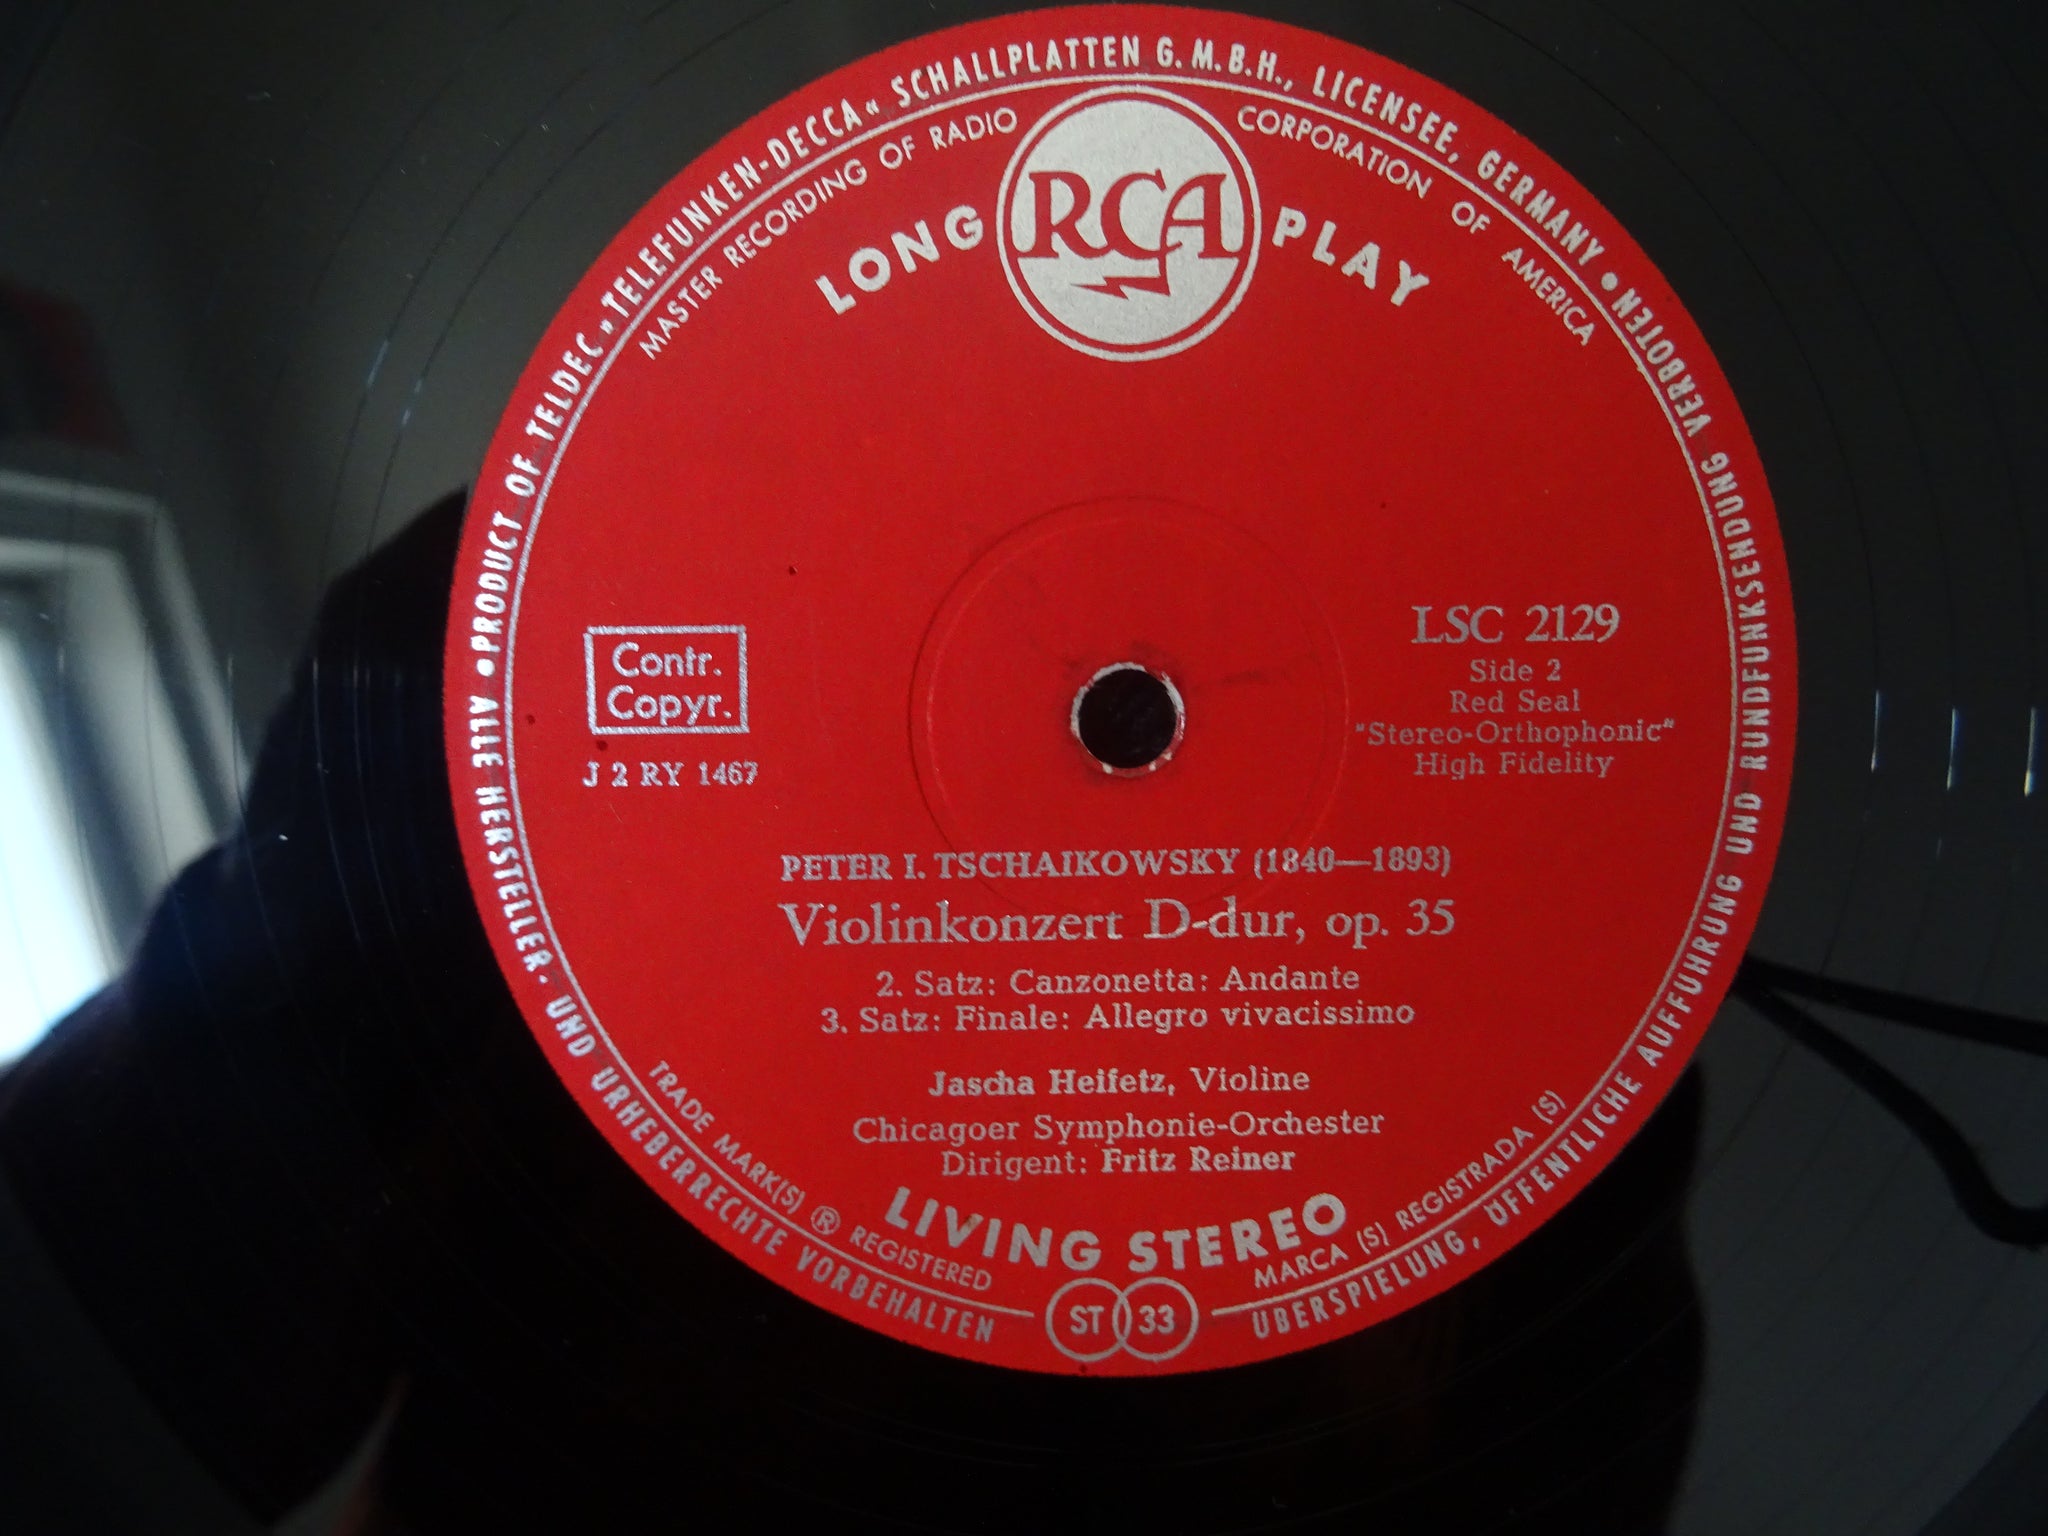 •PRODUCT OF TELDEC »TELEFUNKEN-DECCA« SCHALLPLATTEN G.M.B.H., LICENSEE, GERMANY•
VERBOTEN RUNDFUNKSENDUNG UND AUFFÜHRUNG ÖFFENTLICHE ÜBERSPIELUNG,
MASTER RECORDING OF RADIO CORPORATION OF AMERICA
LONG RCA PLAY
Contr.
Copyr.
J 2 RY 1467
LSC 2129
Side 2
Red Seal
"Stereo-Orthophonic"
High Fidelity
PETER I. TSCHAIKOWSKY (1840—1893)
Violinkonzert D-dur, op. 35
2. Satz: Canzonetta: Andante
3. Satz: Finale: Allegro vivacissimo
Jascha Heifetz, Violine
Chicagoer Symphonie-Orchester
Dirigent: Fritz Reiner
LIVING STEREO
TRADE MARK(S) ® REGISTERED
MARCA (S) REGISTRADA (S)
ALLE HERSTELLER- UND URHEBERRECHTE VORBEHALTEN
ST 33